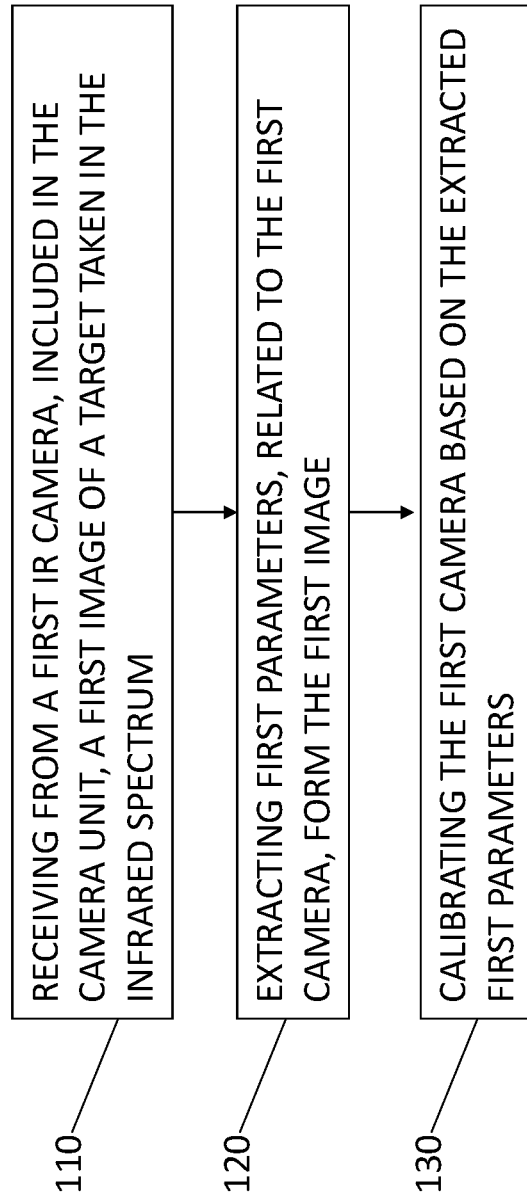 110
RECEIVING FROM A FIRST IR CAMERA, INCLUDED IN THE
CAMERA UNIT, A FIRST IMAGE OF A TARGET TAKEN IN THE
INFRARED SPECTRUM
120
EXTRACTING FIRST PARAMETERS, RELATED TO THE FIRST
CAMERA, FORM THE FIRST IMAGE
130
CALIBRATING THE FIRST CAMERA BASED ON THE EXTRACTED
FIRST PARAMETERS